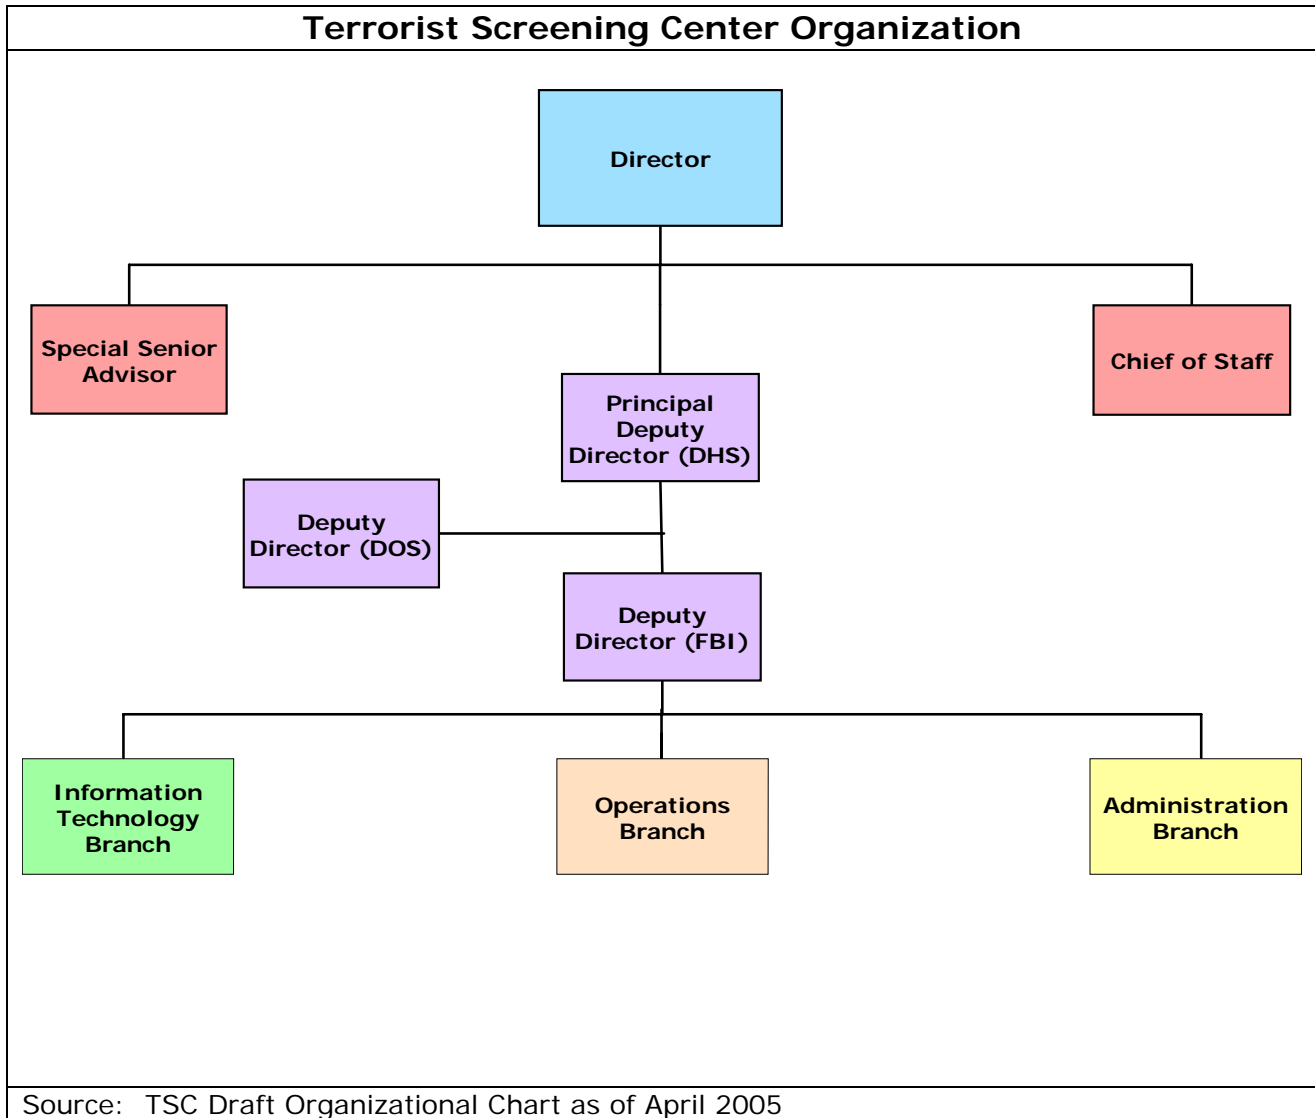 Terrorist Screening Center Organization
Director
Special Senior
Advisor
Chief of Staff
Principal
Deputy
Director (DHS)
Deputy
Director (DOS)
Deputy
Director (FBI)
Information
Technology
Branch
Operations
Branch
Administration
Branch
Source:  TSC Draft Organizational Chart as of April 2005